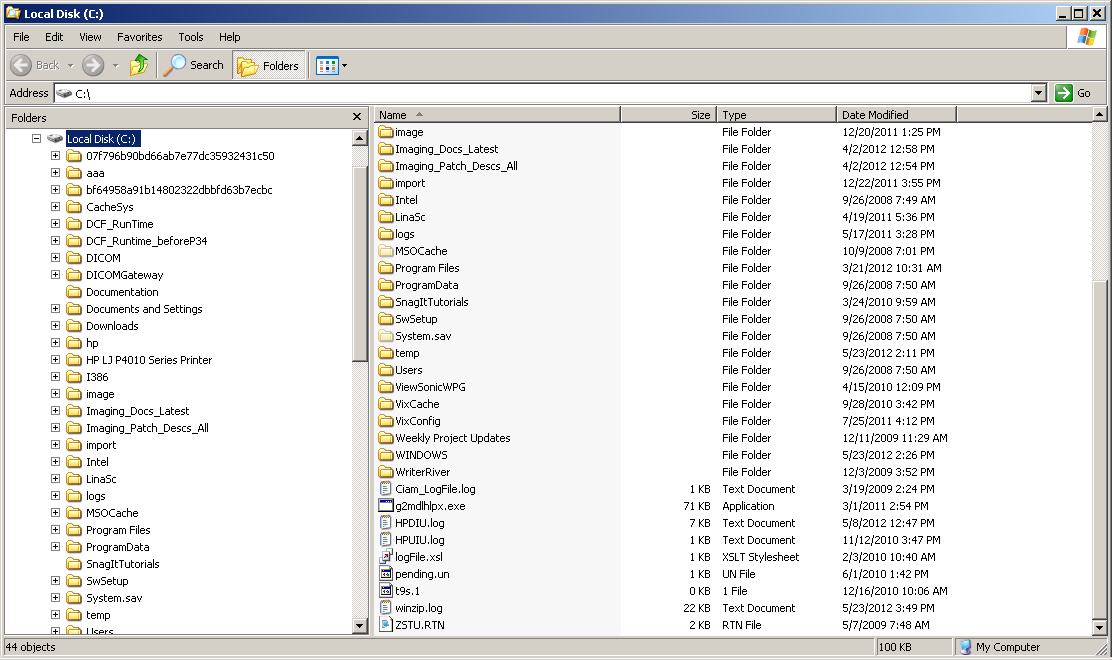 Local Disk (C:)
File Edit View Favorites Tools Help
Back Search Folders
Address C:\ Go
Folders
Local Disk (C:)
07f796b90bd66ab7e77dc35932431c50
aaa
bf64958a91b14802322dbbfd63b7ecbc
CacheSys
DCF_RunTime
DCF_Runtime_beforeP34
DICOM
DICOMGateway
Documentation
Documents and Settings
Downloads
hp
HP LJ P4010 Series Printer
I386
image
Imaging_Docs_Latest
Imaging_Patch_Descs_All
import
Intel
LinaSc
logs
MSOCache
Program Files
ProgramData
SnagItTutorials
SwSetup
System.sav
temp
Users
Name Size Type Date Modified
image File Folder 12/20/2011 1:25 PM
Imaging_Docs_Latest File Folder 4/2/2012 12:58 PM
Imaging_Patch_Descs_All File Folder 4/2/2012 12:54 PM
import File Folder 12/22/2011 3:55 PM
Intel File Folder 9/26/2008 7:49 AM
LinaSc File Folder 4/19/2011 5:36 PM
logs File Folder 5/17/2011 3:28 PM
MSOCache File Folder 10/9/2008 7:01 PM
Program Files File Folder 3/21/2012 10:31 AM
ProgramData File Folder 9/26/2008 7:50 AM
SnagItTutorials File Folder 3/24/2010 9:59 AM
SwSetup File Folder 9/26/2008 7:50 AM
System.sav File Folder 9/26/2008 7:50 AM
temp File Folder 5/23/2012 2:11 PM
Users File Folder 9/26/2008 7:50 AM
ViewSonicWPG File Folder 4/15/2010 12:09 PM
VixCache File Folder 9/28/2010 3:42 PM
VixConfig File Folder 7/25/2011 4:12 PM
Weekly Project Updates File Folder 12/11/2009 11:29 AM
WINDOWS File Folder 5/23/2012 2:26 PM
WriterRiver File Folder 12/3/2009 3:52 PM
Ciam_LogFile.log 1 KB Text Document 3/19/2009 2:24 PM
g2mdlhlpx.exe 71 KB Application 3/1/2011 2:54 PM
HPDIU.log 7 KB Text Document 5/8/2012 12:47 PM
HPUIU.log 1 KB Text Document 11/12/2010 3:47 PM
logFile.xsl 1 KB XSLT Stylesheet 2/3/2010 10:40 AM
pending.un 1 KB UN File 6/1/2010 1:42 PM
t9s.1 0 KB 1 File 12/16/2010 10:06 AM
winzip.log 22 KB Text Document 5/23/2012 3:49 PM
ZSTU.RTN 2 KB RTN File 5/7/2009 7:48 AM
44 objects 100 KB My Computer